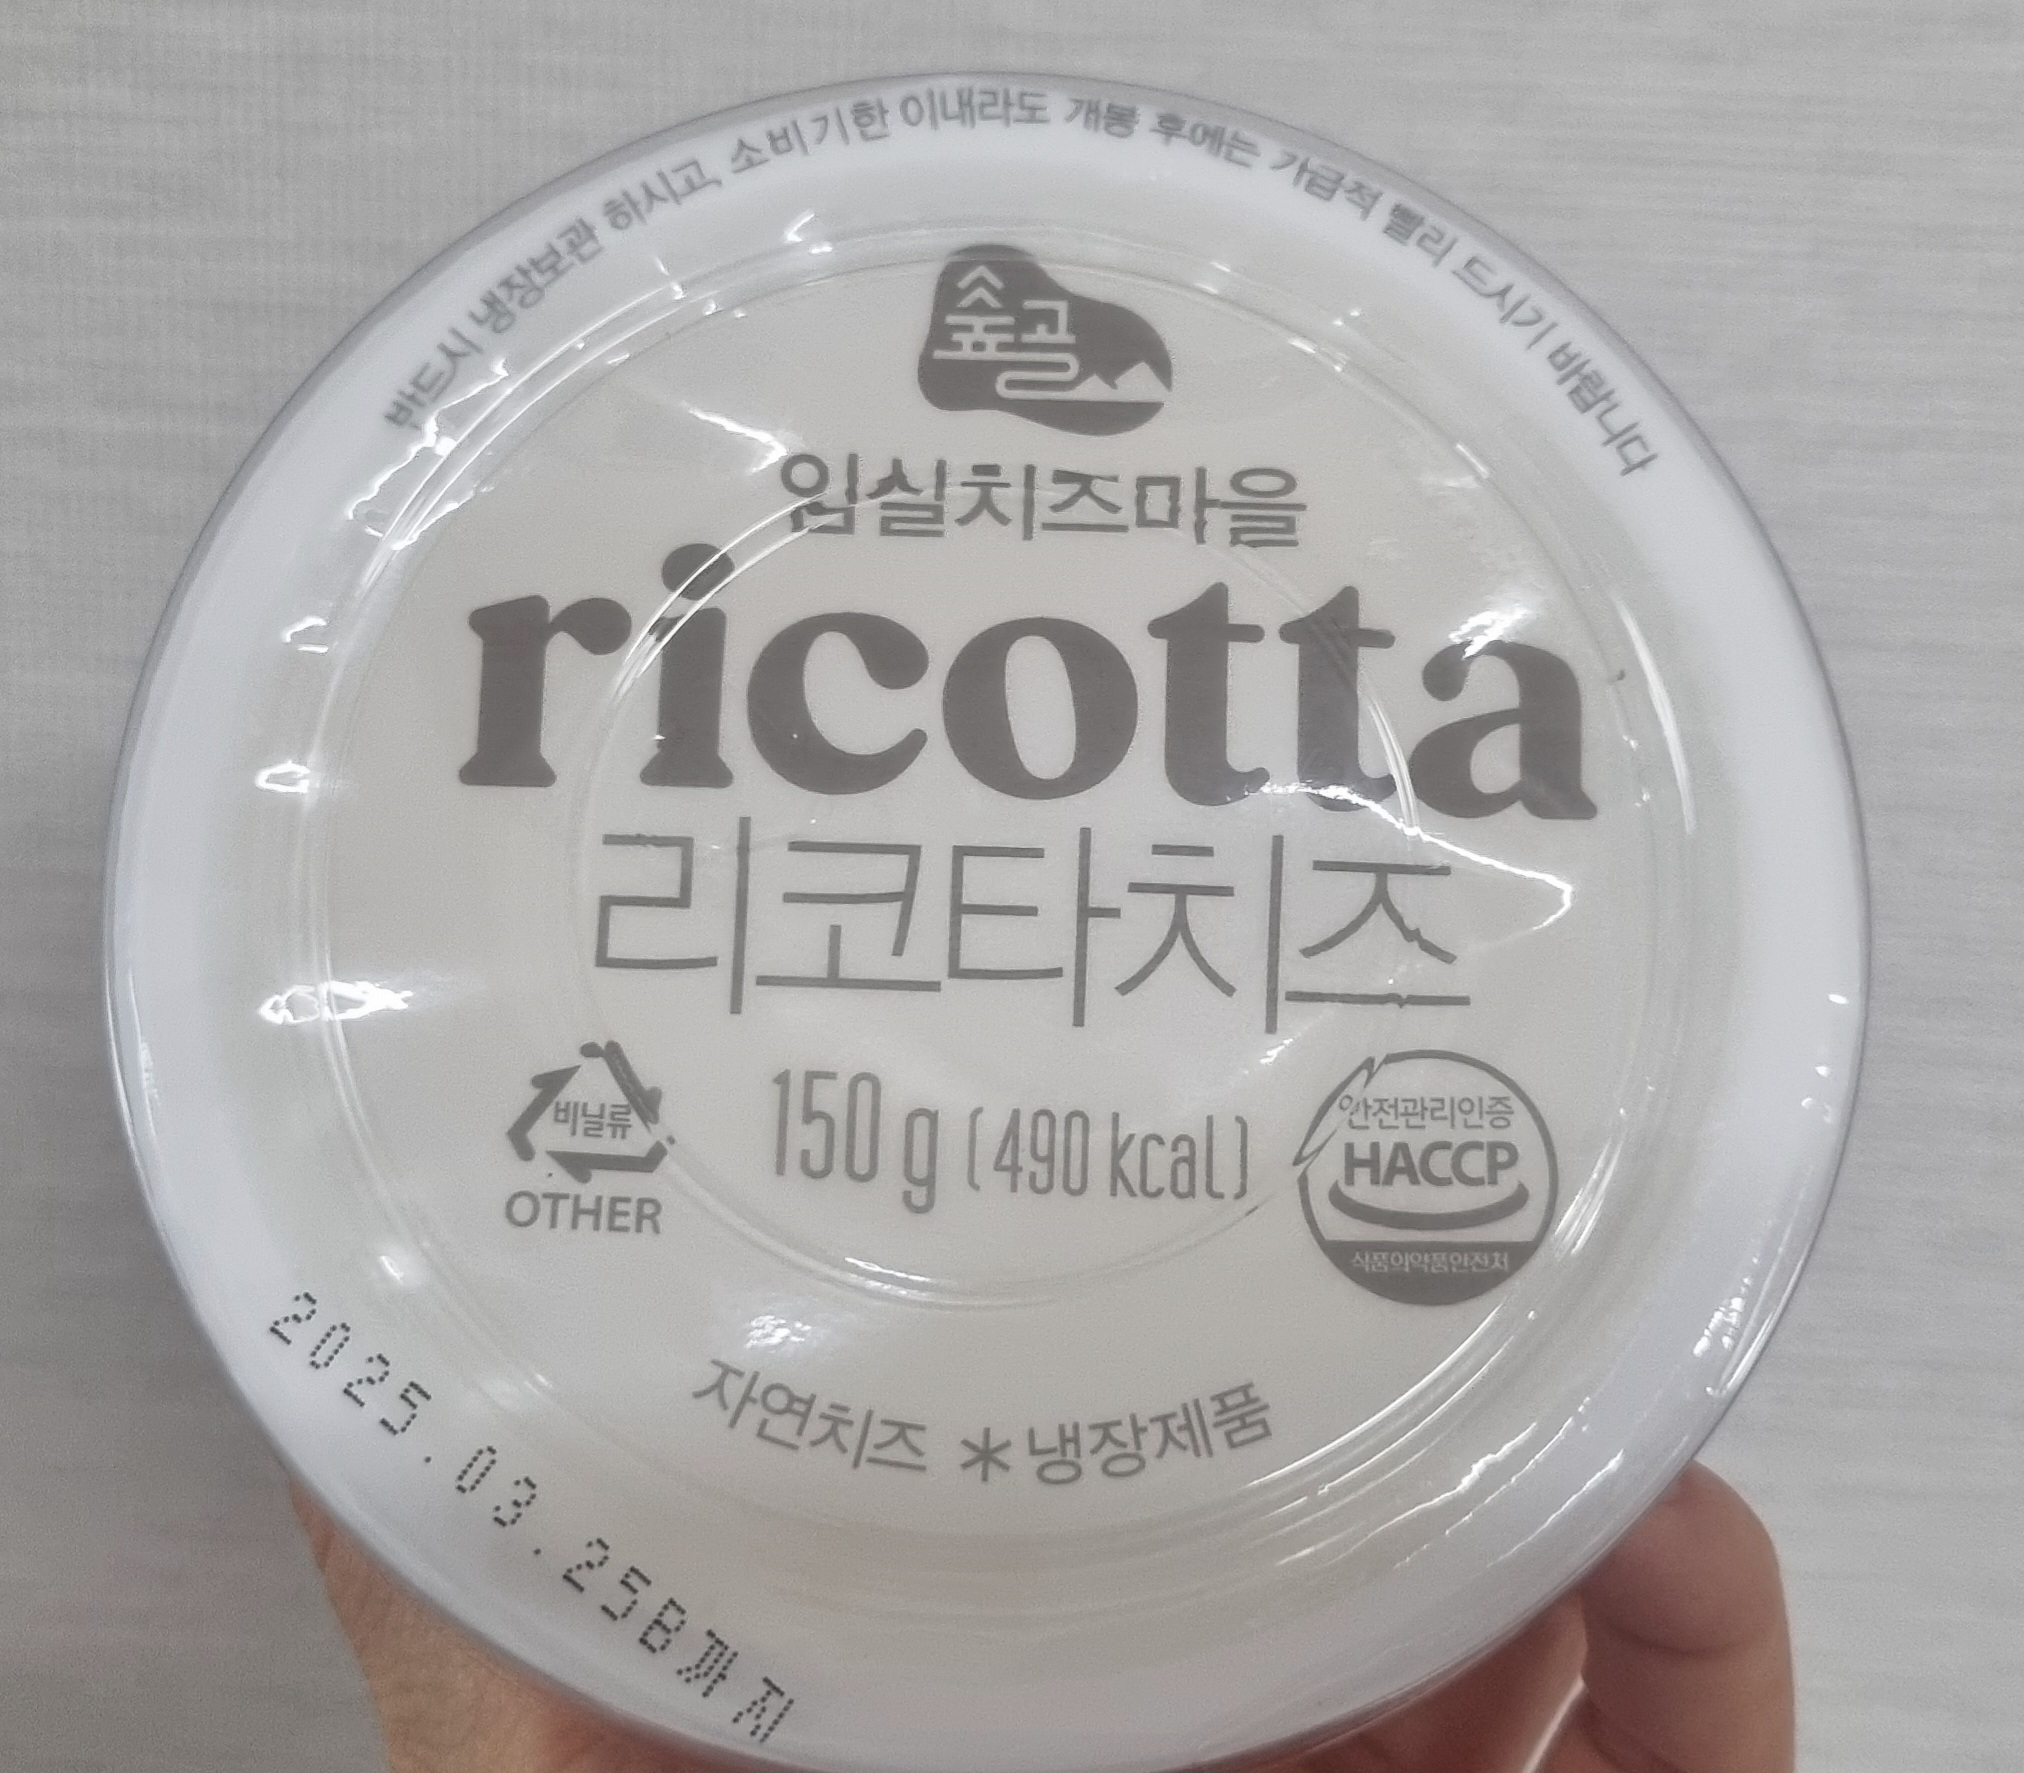 반드시 냉장보관 하시고, 소비기한 이내라도 개봉 후에는 가급적 빨리 드시기 바랍니다
숲골
임실치즈마을
ricotta
리코타치즈
비닐류
OTHER
150 g (490 kcal)
안전관리인증
HACCP
식품의약품안전처
자연치즈 * 냉장제품
2025.03.25B까지